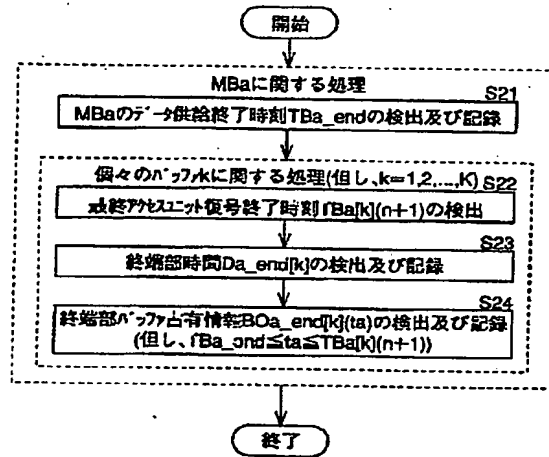 開始
MBaに関する処理
S21
MBaのデータ供給終了時刻TBa_endの検出及び記録
個々のバッファkに関する処理(但し、k=1,2,...,K)
S22
最終アクセスユニット復号終了時刻TBa[k](n+1)の検出
S23
終端部時間Da_end[k]の検出及び記録
S24
終端部バッファ占有情報BOa_end[k](ta)の検出及び記録
(但し、TBa_end≦ta≦TBa[k](n+1))
終了